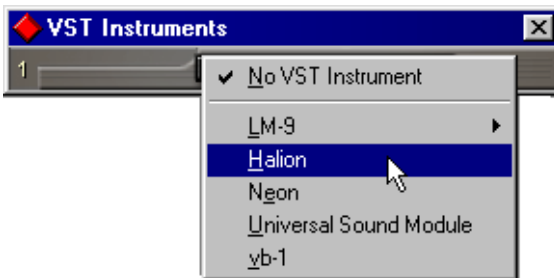 VST Instruments
1
No VST Instrument
LM-9
Halion
Neon
Universal Sound Module
vb-1